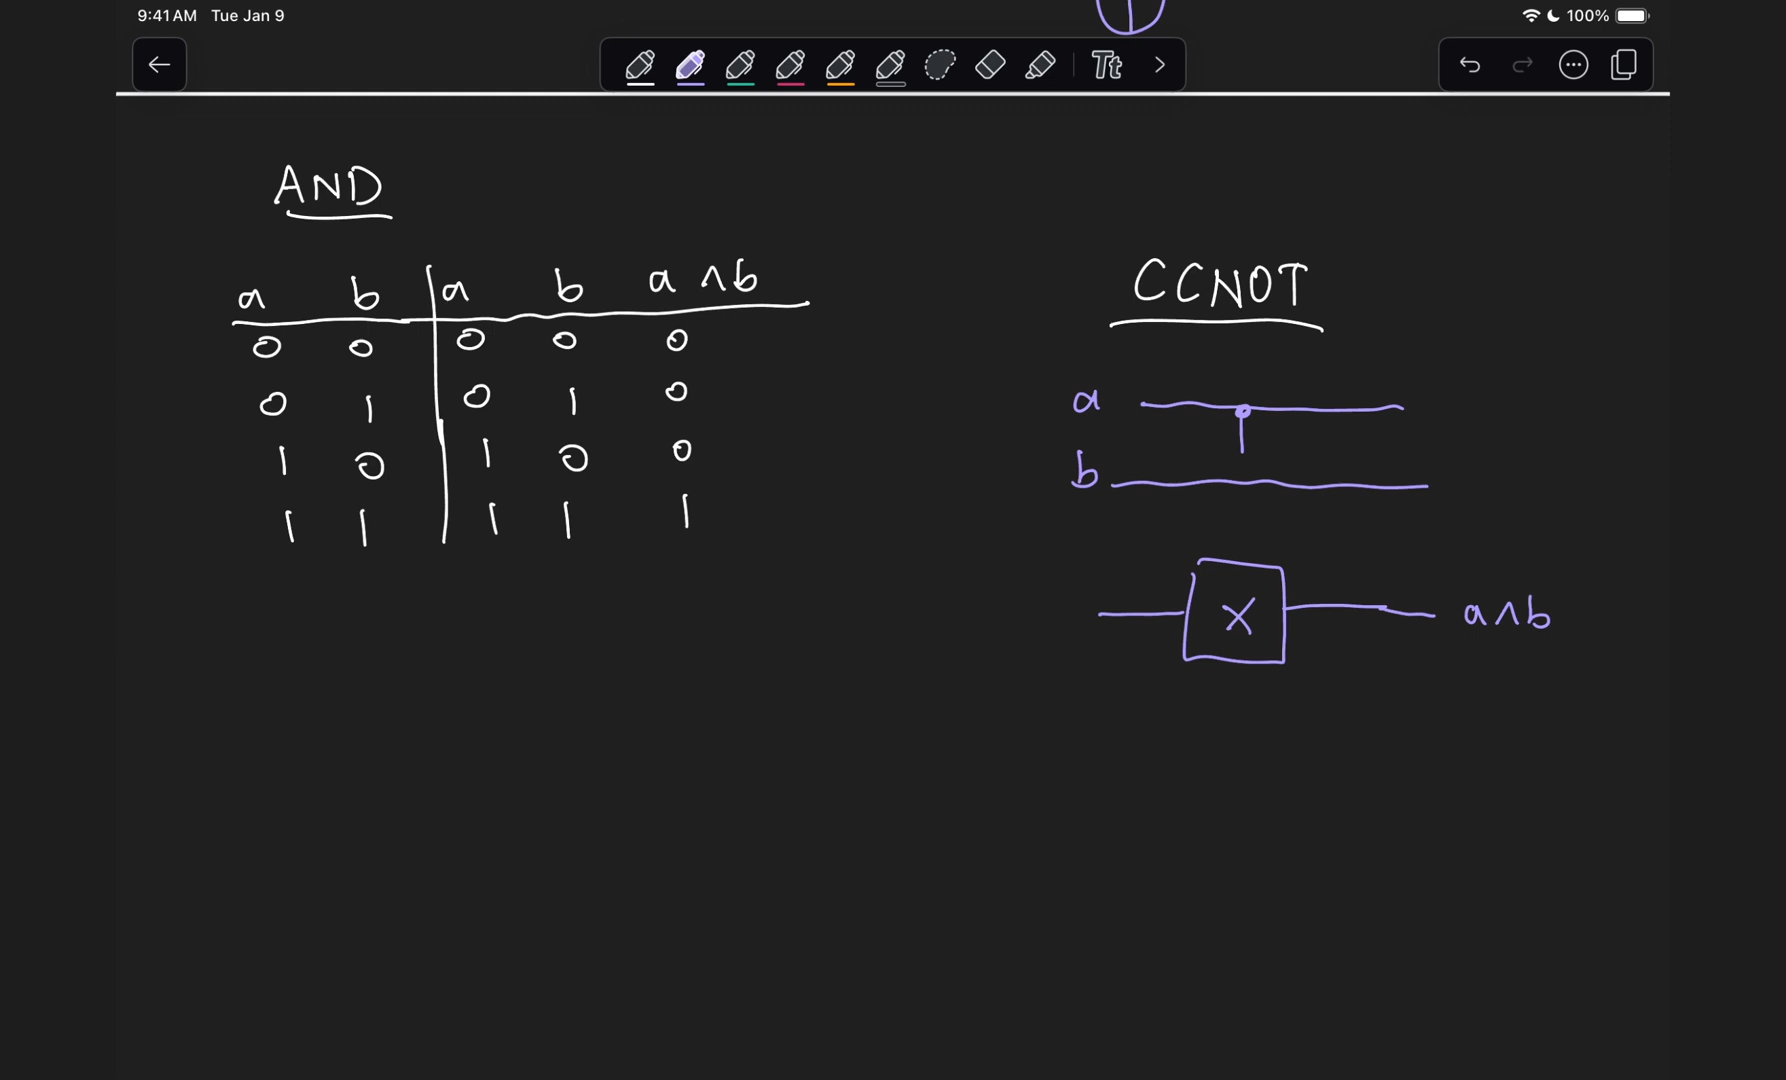 9:41 AM Tue Jan 9
100%
Tt
AND
a b a b a ∧ b
0 0 0 0 0
0 1 0 1 0
1 0 1 0 0
1 1 1 1 1
CCNOT
a
b
X a∧b